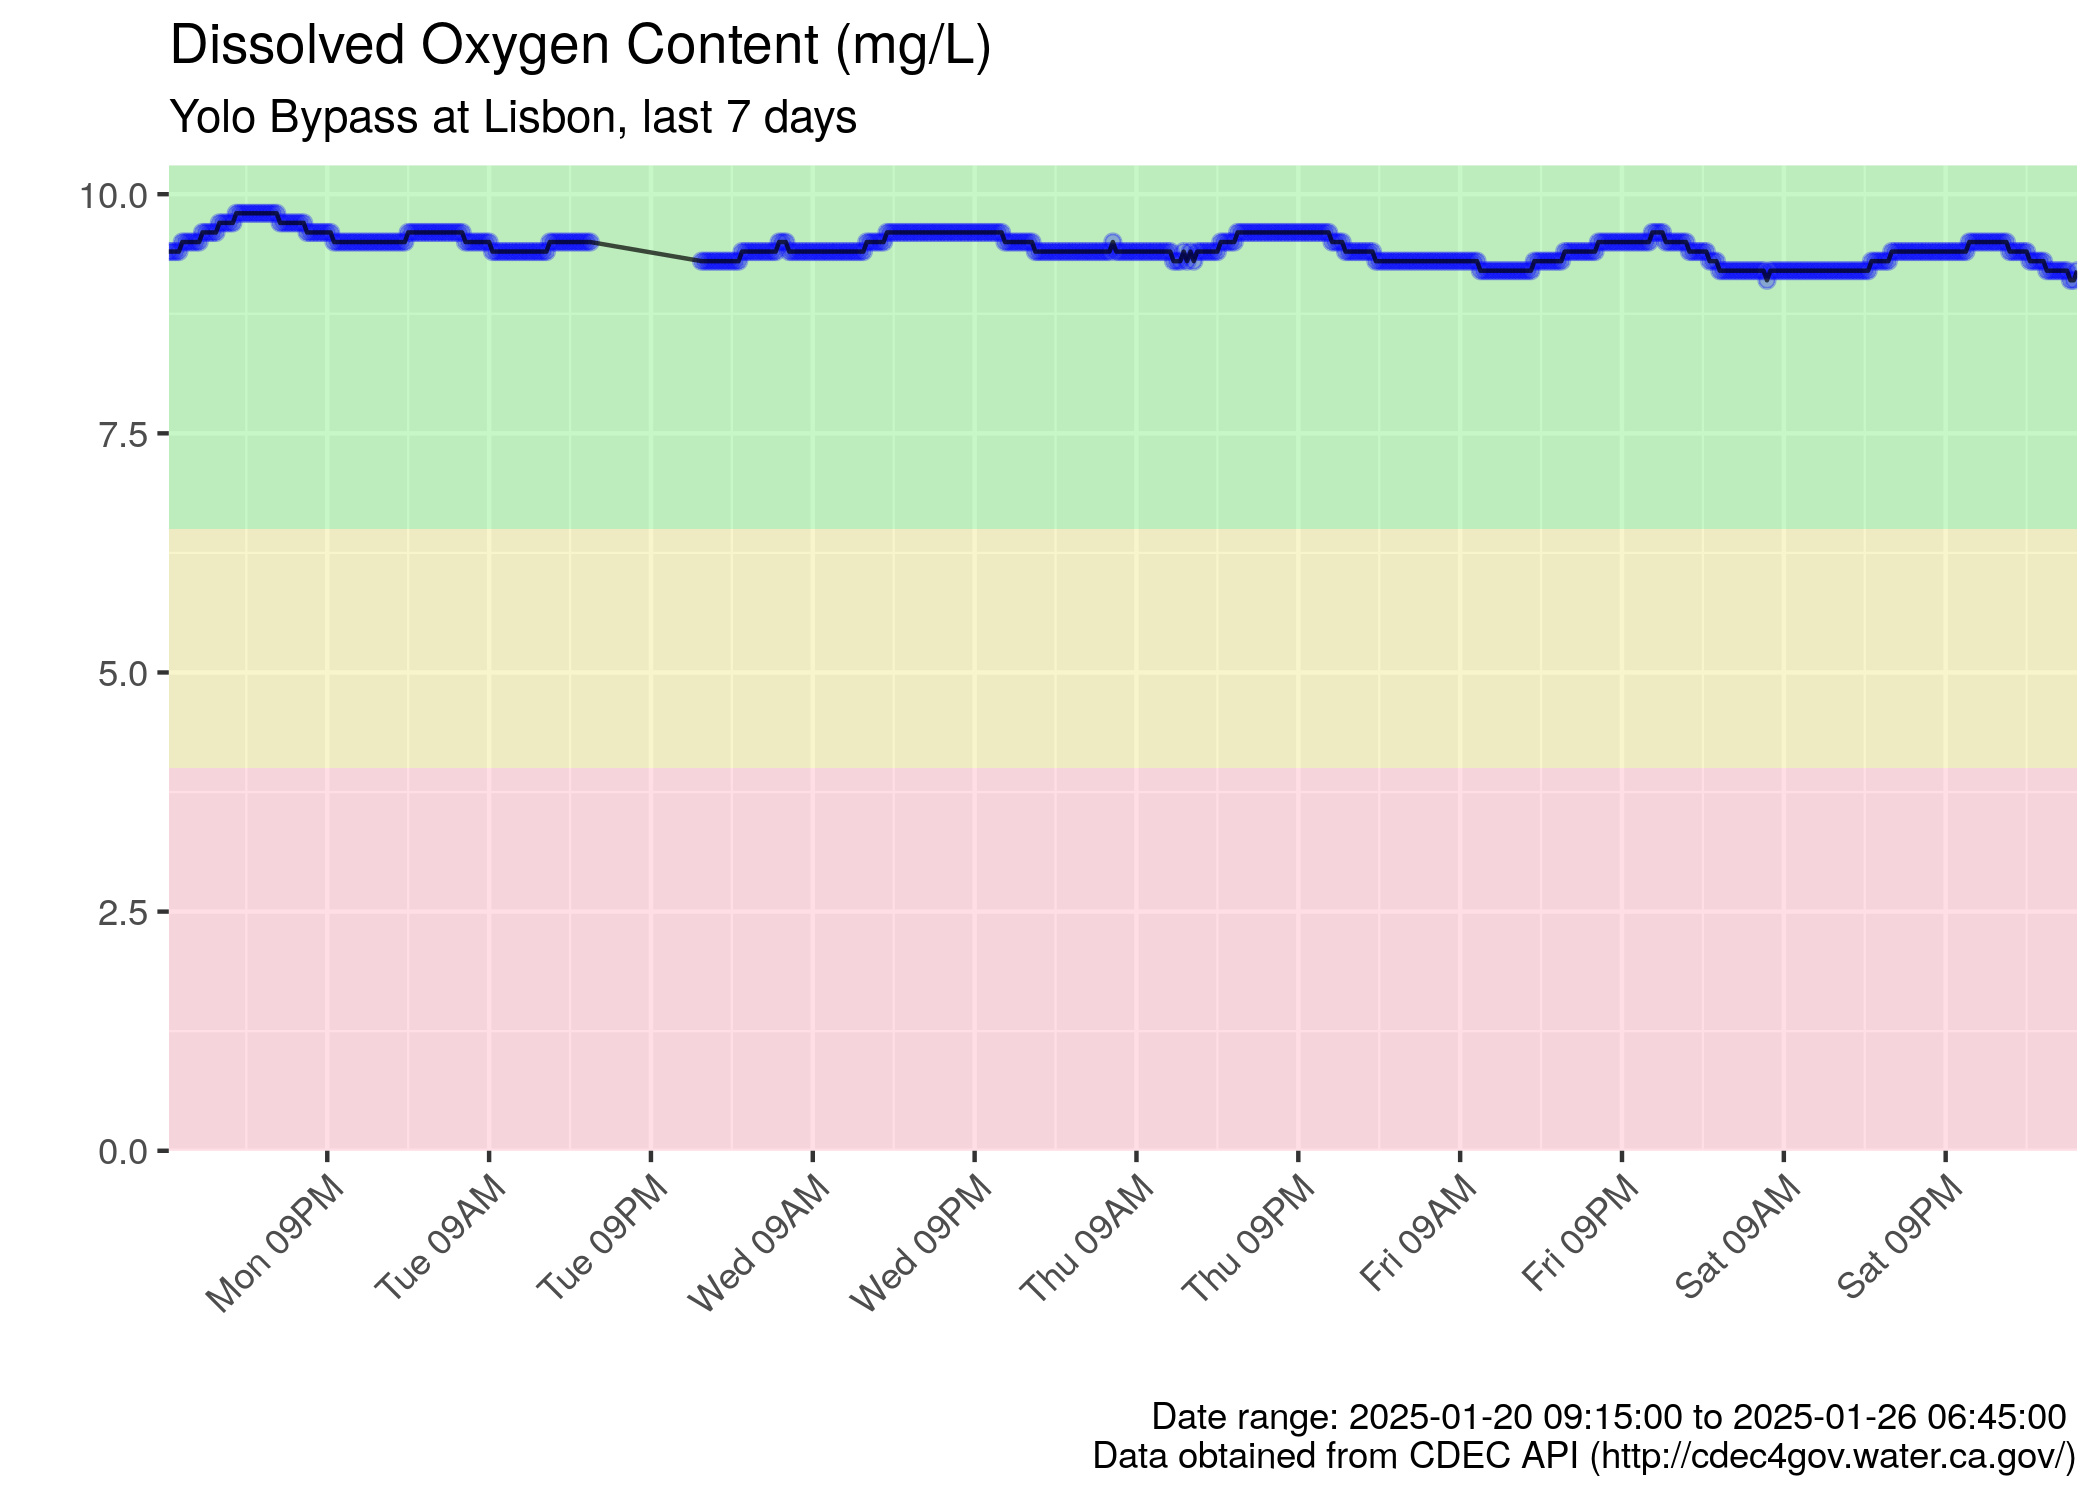 Dissolved Oxygen Content (mg/L)
Yolo Bypass at Lisbon, last 7 days
10.0
7.5
5.0
2.5
0.0
Mon 09PM
Tue 09AM
Tue 09PM
Wed 09AM
Wed 09PM
Thu 09AM
Thu 09PM
Fri 09AM
Fri 09PM
Sat 09AM
Sat 09PM
Date range: 2025-01-20 09:15:00 to 2025-01-26 06:45:00
Data obtained from CDEC API (http://cdec4gov.water.ca.gov/)